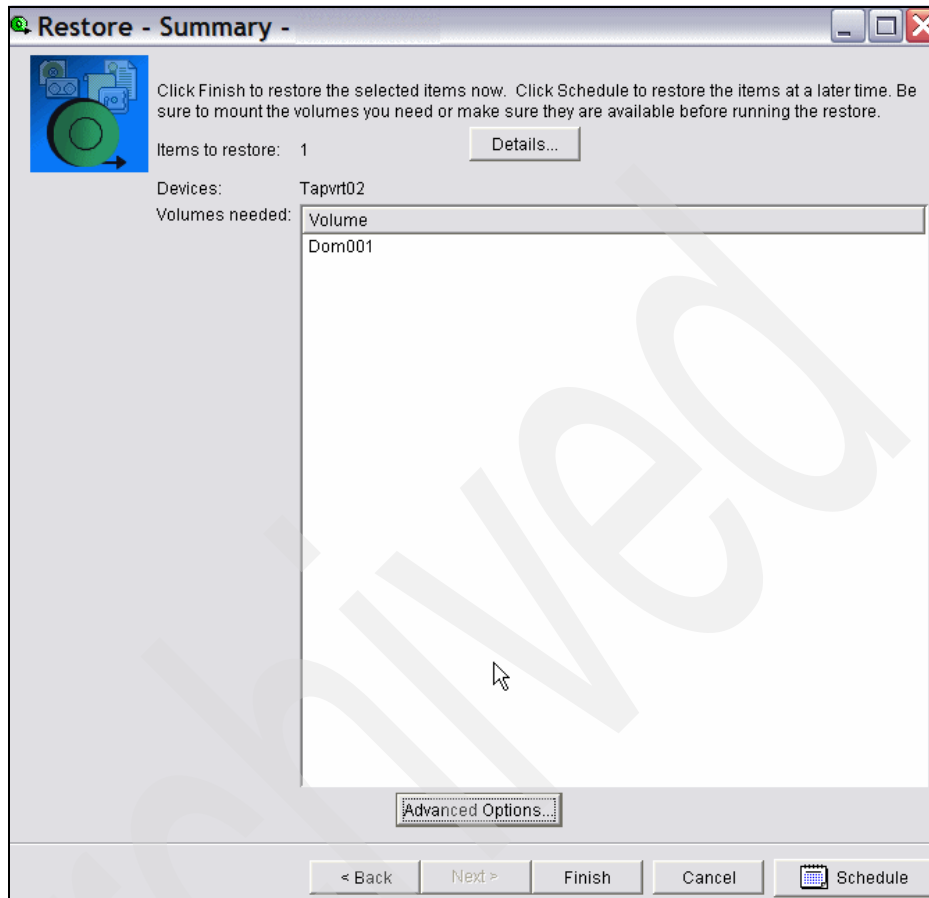 Restore - Summary -
Click Finish to restore the selected items now. Click Schedule to restore the items at a later time. Be
sure to mount the volumes you need or make sure they are available before running the restore.
Items to restore: 1
Details...
Devices: Tapvrt02
Volumes needed:
Volume
Dom001
Advanced Options...
< Back
Next >
Finish
Cancel
Schedule